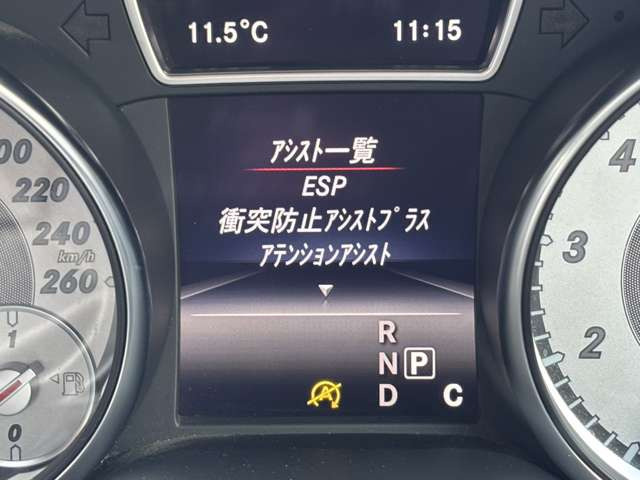 11.5°C 11:15
ｱｼｽﾄ一覧
ESP
衝突防止ｱｼｽﾄﾌﾟﾗｽ
ｱﾃﾝｼｮﾝｱｼｽﾄ
R
N P
D C
220
240
km/h
260
1
0
4
3
2